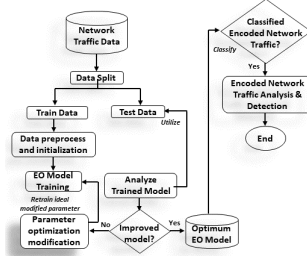 Network
Traffic Data
Data Split
Train Data
Test Data
Utilize
Data preprocess
and initialization
EO Model
Training
Retrain ideal
modified parameter
Parameter
optimization
modification
Analyze
Trained Model
No
Improved
model?
Yes
Optimum
EO Model
Classify
Classified
Encoded Network
Traffic?
Yes
Encoded Network
Traffic Analysis &
Detection
End